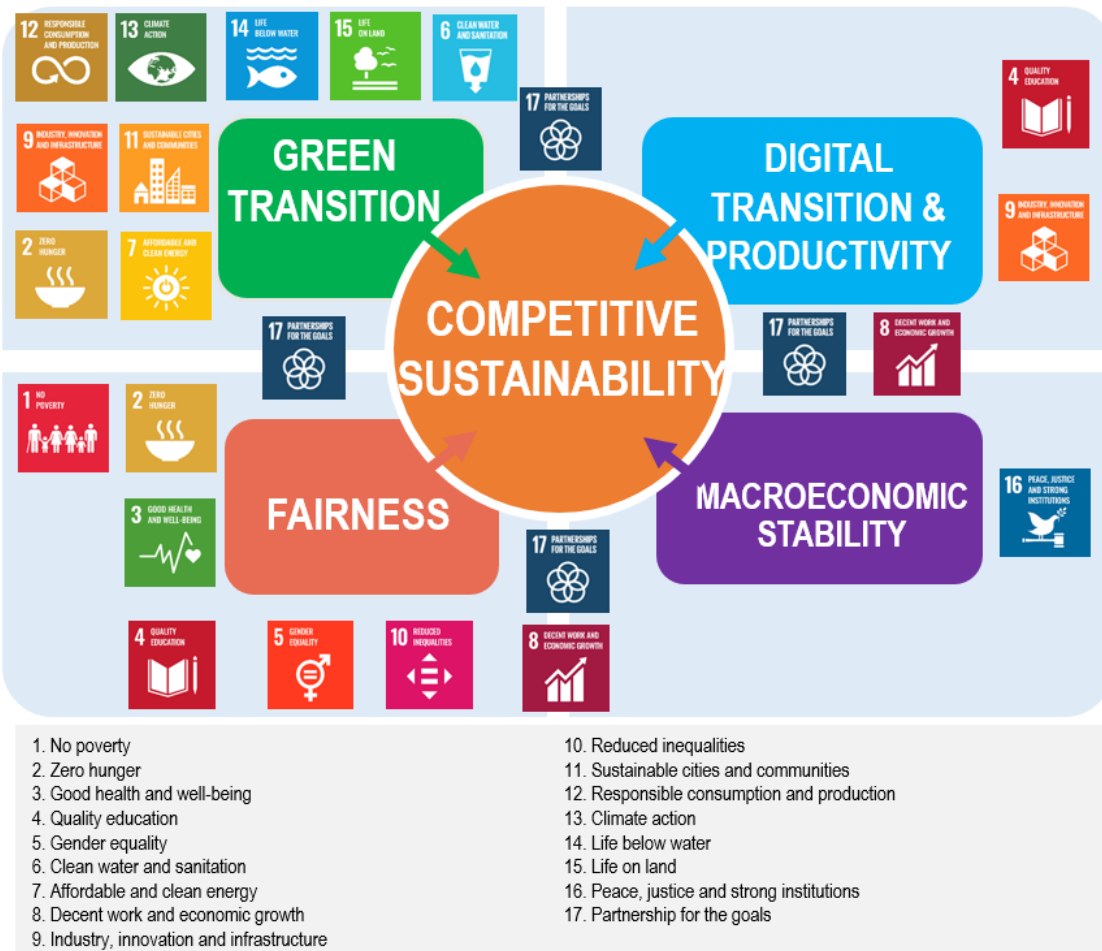 12 RESPONSIBLE
CONSUMPTION
AND PRODUCTION
13 CLIMATE
ACTION
14 LIFE
BELOW WATER
15 LIFE
ON LAND
6 CLEAN WATER
AND SANITATION
17 PARTNERSHIPS
FOR THE GOALS
4 QUALITY
EDUCATION
9 INDUSTRY, INNOVATION
AND INFRASTRUCTURE
11 SUSTAINABLE CITIES
AND COMMUNITIES
GREEN
TRANSITION
DIGITAL
TRANSITION &
PRODUCTIVITY
9 INDUSTRY, INNOVATION
AND INFRASTRUCTURE
2 ZERO
HUNGER
7 AFFORDABLE AND
CLEAN ENERGY
COMPETITIVE
SUSTAINABILITY
17 PARTNERSHIPS
FOR THE GOALS
17 PARTNERSHIPS
FOR THE GOALS
8 DECENT WORK AND
ECONOMIC GROWTH
1 NO
POVERTY
2 ZERO
HUNGER
FAIRNESS
MACROECONOMIC
STABILITY
16 PEACE, JUSTICE
AND STRONG
INSTITUTIONS
3 GOOD HEALTH
AND WELL-BEING
17 PARTNERSHIPS
FOR THE GOALS
4 QUALITY
EDUCATION
5 GENDER
EQUALITY
10 REDUCED
INEQUALITIES
8 DECENT WORK AND
ECONOMIC GROWTH
1. No poverty
2. Zero hunger
3. Good health and well-being
4. Quality education
5. Gender equality
6. Clean water and sanitation
7. Affordable and clean energy
8. Decent work and economic growth
9. Industry, innovation and infrastructure
10. Reduced inequalities
11. Sustainable cities and communities
12. Responsible consumption and production
13. Climate action
14. Life below water
15. Life on land
16. Peace, justice and strong institutions
17. Partnership for the goals